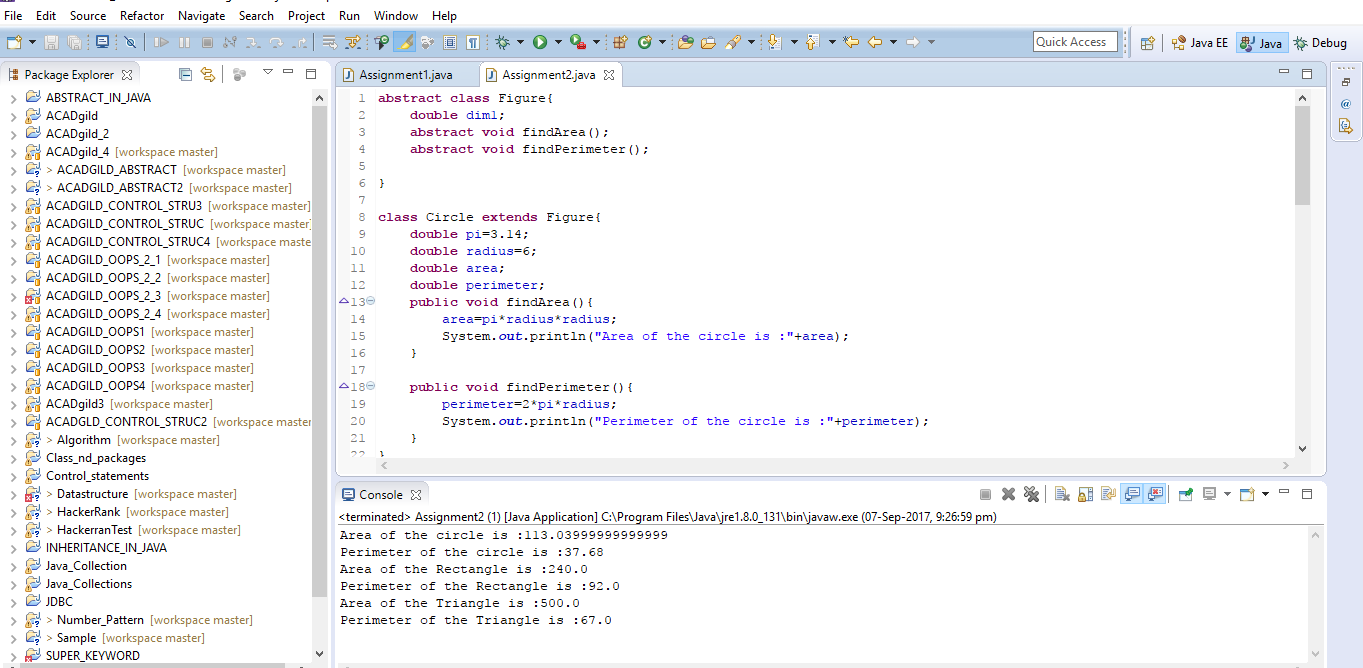 File Edit Source Refactor Navigate Search Project Run Window Help
Quick Access Java EE Java Debug
Package Explorer
ABSTRACT_IN_JAVA
ACADgild
ACADgild_2
ACADgild_4 [workspace master]
> ACADGILD_ABSTRACT [workspace master]
> ACADGILD_ABSTRACT2 [workspace master]
ACADGILD_CONTROL_STRU3 [workspace master]
ACADGILD_CONTROL_STRUC [workspace master]
ACADGILD_CONTROL_STRUC4 [workspace maste
ACADGILD_OOPS_2_1 [workspace master]
ACADGILD_OOPS_2_2 [workspace master]
ACADGILD_OOPS_2_3 [workspace master]
ACADGILD_OOPS_2_4 [workspace master]
ACADGILD_OOPS1 [workspace master]
ACADGILD_OOPS2 [workspace master]
ACADGILD_OOPS3 [workspace master]
ACADGILD_OOPS4 [workspace master]
ACADgild3 [workspace master]
ACADGLD_CONTROL_STRUC2 [workspace master
> Algorithm [workspace master]
Class_nd_packages
Control_statements
> Datastructure [workspace master]
> HackerRank [workspace master]
> HackerranTest [workspace master]
INHERITANCE_IN_JAVA
Java_Collection
Java_Collections
JDBC
> Number_Pattern [workspace master]
> Sample [workspace master]
SUPER_KEYWORD
Assignment1.java Assignment2.java
1 abstract class Figure{
2 double dim1;
3 abstract void findArea();
4 abstract void findPerimeter();
5
6 }
7
8 class Circle extends Figure{
9 double pi=3.14;
10 double radius=6;
11 double area;
12 double perimeter;
13 public void findArea(){
14 area=pi*radius*radius;
15 System.out.println("Area of the circle is :"+area);
16 }
17
18 public void findPerimeter(){
19 perimeter=2*pi*radius;
20 System.out.println("Perimeter of the circle is :"+perimeter);
21 }
22 }
Console
<terminated> Assignment2 (1) [Java Application] C:\Program Files\Java\jre1.8.0_131\bin\javaw.exe (07-Sep-2017, 9:26:59 pm)
Area of the circle is :113.03999999999999
Perimeter of the circle is :37.68
Area of the Rectangle is :240.0
Perimeter of the Rectangle is :92.0
Area of the Triangle is :500.0
Perimeter of the Triangle is :67.0